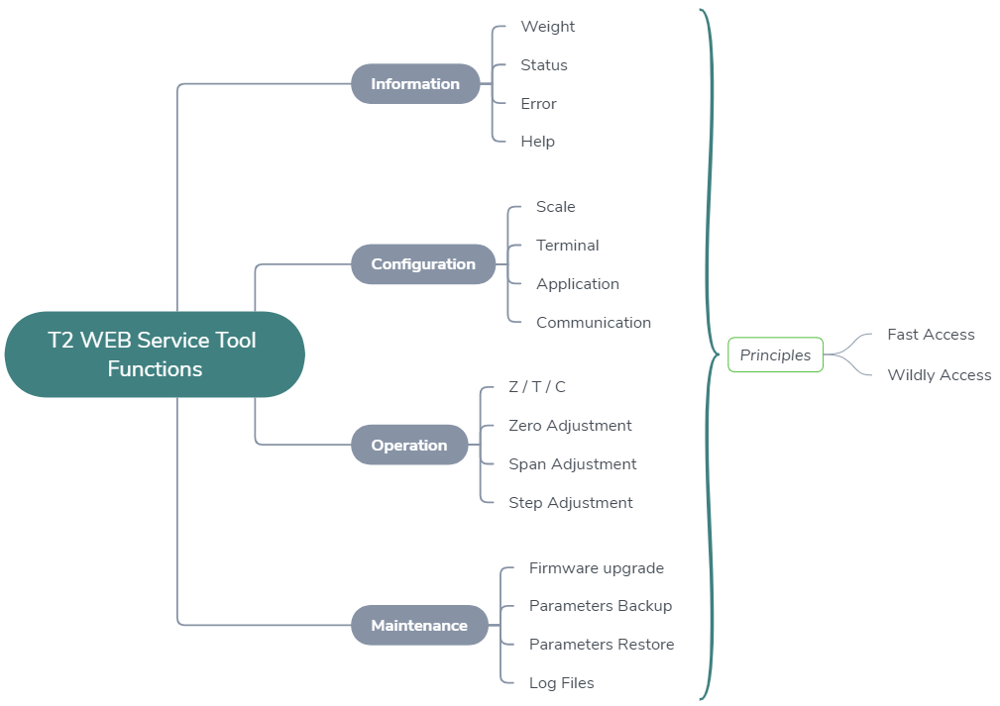 T2 WEB Service Tool
Functions
Information
Weight
Status
Error
Help
Configuration
Scale
Terminal
Application
Communication
Operation
Z / T / C
Zero Adjustment
Span Adjustment
Step Adjustment
Maintenance
Firmware upgrade
Parameters Backup
Parameters Restore
Log Files
Principles
Fast Access
Wildly Access